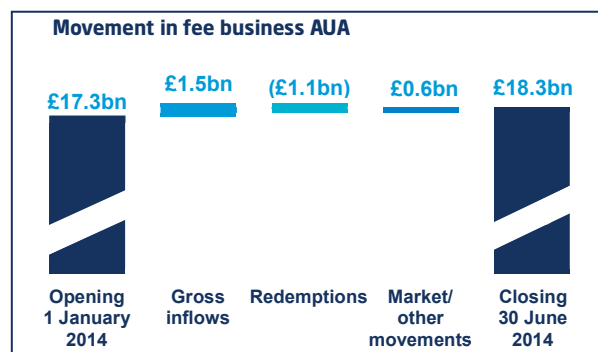 Movement in fee business AUA
£17.3bn
£1.5bn
(£1.1bn)
£0.6bn
£18.3bn
Opening
1 January
2014
Gross
inflows
Redemptions
Market/
other
movements
Closing
30 June
2014